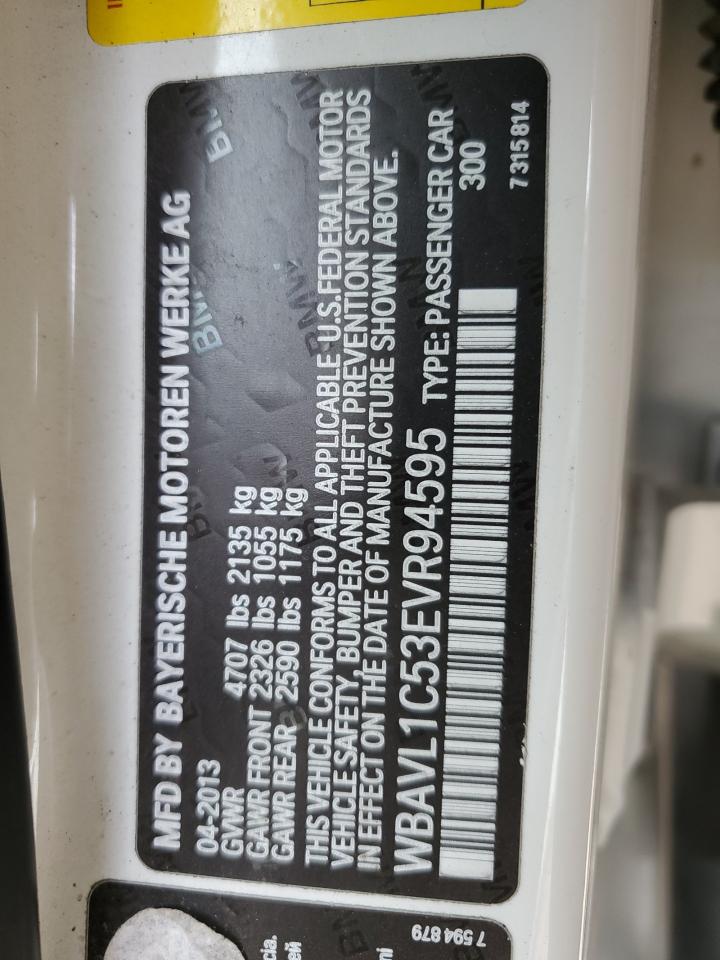 MFD BY BAYERISCHE MOTOREN WERKE AG
04-2013
GVWR 4707 lbs 2135 kg
GAWR FRONT 2326 lbs 1055 kg
GAWR REAR 2590 lbs 1175 kg
THIS VEHICLE CONFORMS TO ALL APPLICABLE U.S.FEDERAL MOTOR
VEHICLE SAFETY, BUMPER AND THEFT PREVENTION STANDARDS
IN EFFECT ON THE DATE OF MANUFACTURE SHOWN ABOVE.
WBAVL1C53EVR94595 TYPE: PASSENGER CAR
300
7 315 814
7 594 879